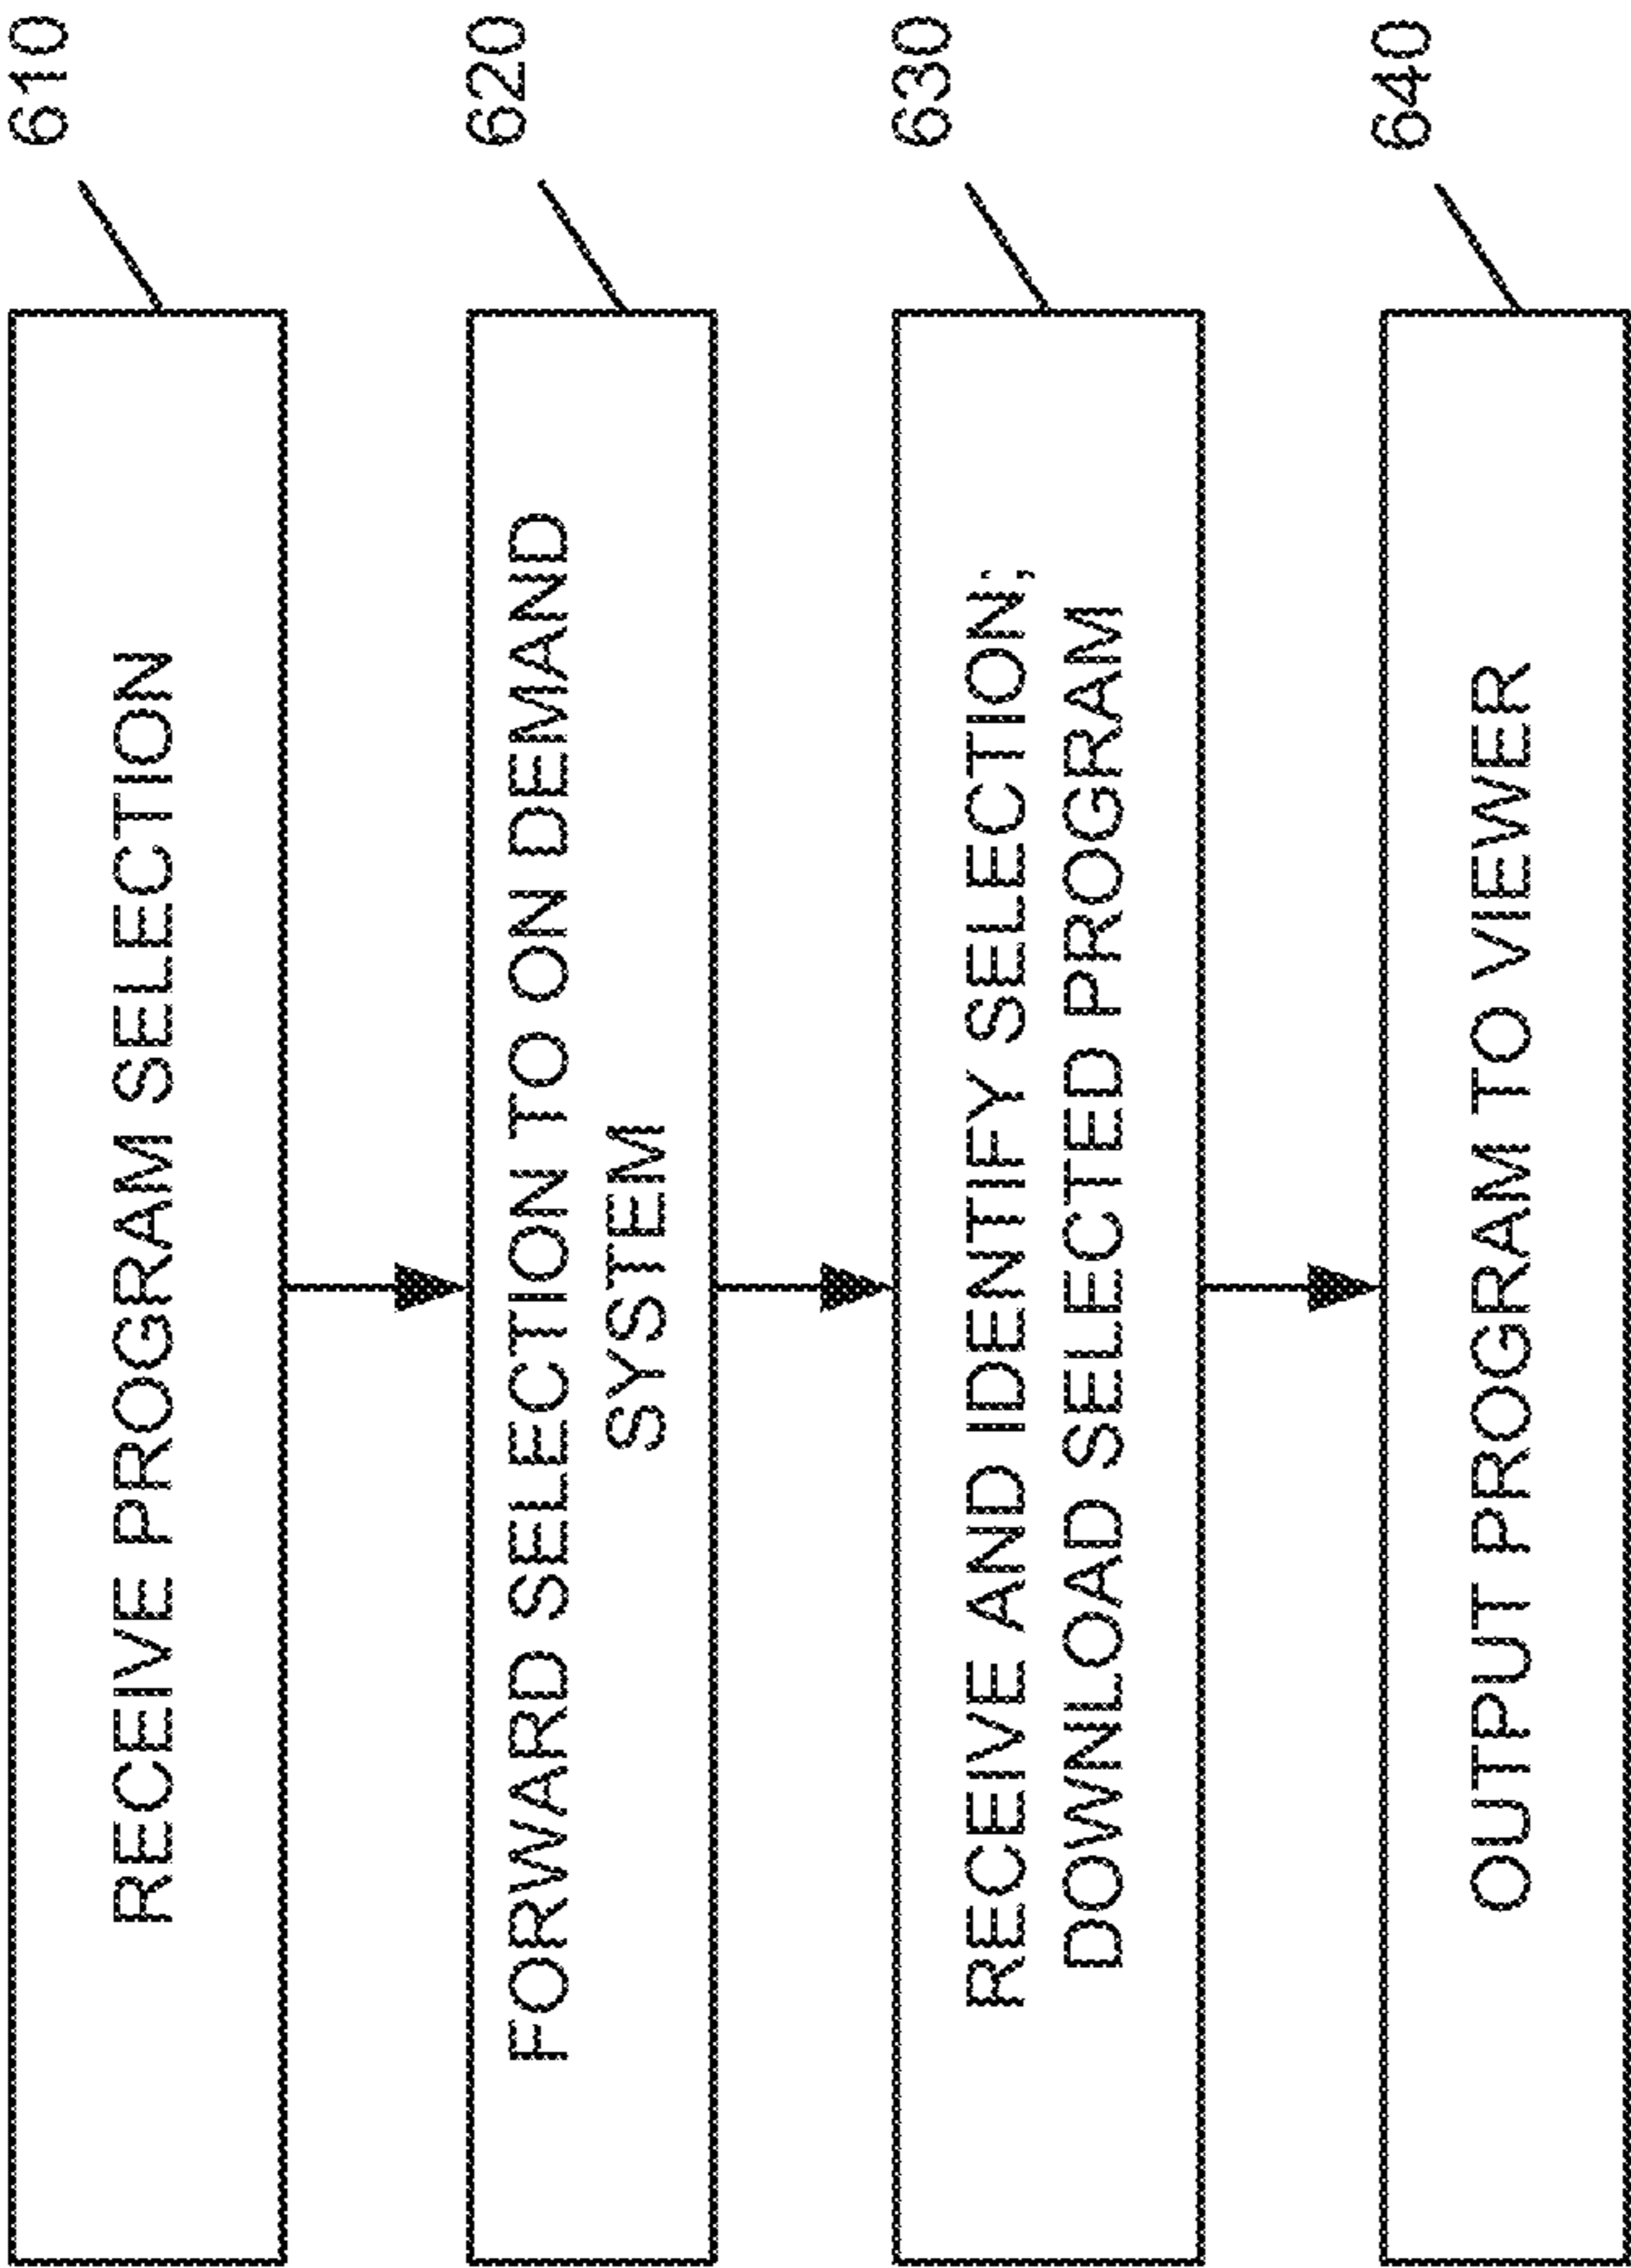 610
RECEIVE PROGRAM SELECTION
620
FORWARD SELECTION TO ON DEMAND
SYSTEM
630
RECEIVE AND IDENTIFY SELECTION;
DOWNLOAD SELECTED PROGRAM
640
OUTPUT PROGRAM TO VIEWER